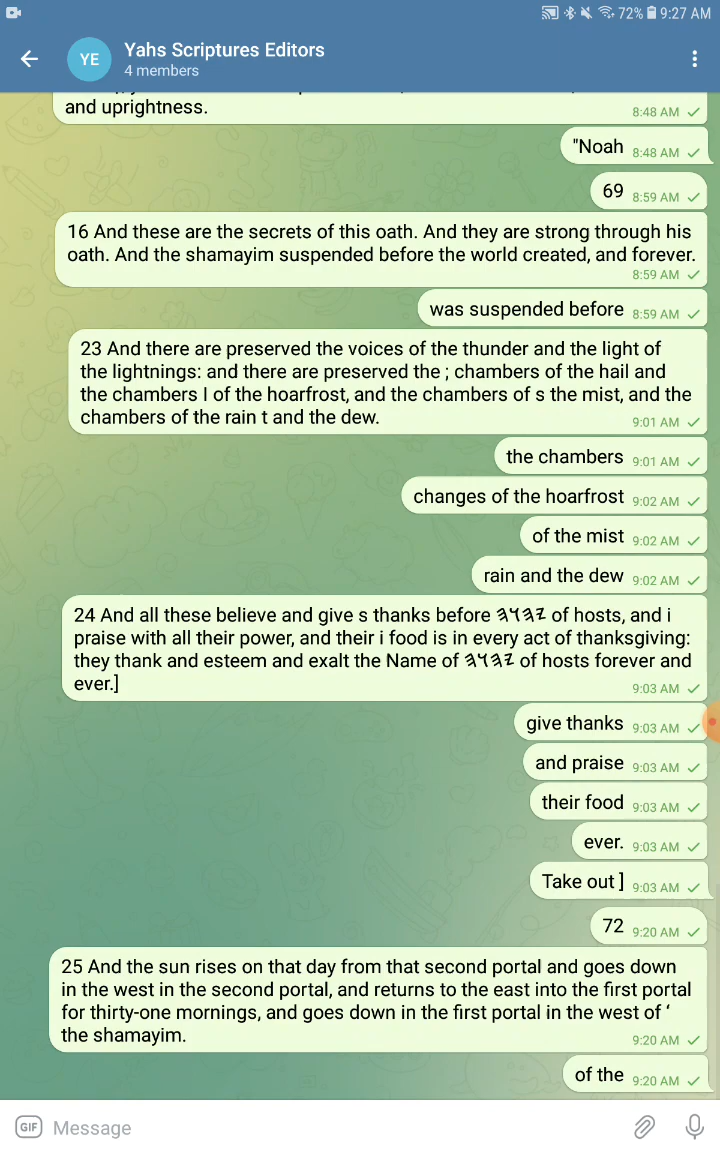 72% 9:27 AM
YE
Yahs Scriptures Editors
4 members
and uprightness.
8:48 AM
"Noah 8:48 AM
69 8:59 AM
16 And these are the secrets of this oath. And they are strong through his
oath. And the shamayim suspended before the world created, and forever.
8:59 AM
was suspended before 8:59 AM
23 And there are preserved the voices of the thunder and the light of
the lightnings: and there are preserved the ; chambers of the hail and
the chambers I of the hoarfrost, and the chambers of s the mist, and the
chambers of the rain t and the dew.
9:01 AM
the chambers 9:01 AM
changes of the hoarfrost 9:02 AM
of the mist 9:02 AM
rain and the dew 9:02 AM
24 And all these believe and give s thanks before 𐤉𐤄𐤅𐤄 of hosts, and i
praise with all their power, and their i food is in every act of thanksgiving:
they thank and esteem and exalt the Name of 𐤉𐤄𐤅𐤄 of hosts forever and
ever.]
9:03 AM
give thanks 9:03 AM
and praise 9:03 AM
their food 9:03 AM
ever. 9:03 AM
Take out ] 9:03 AM
72 9:20 AM
25 And the sun rises on that day from that second portal and goes down
in the west in the second portal, and returns to the east into the first portal
for thirty-one mornings, and goes down in the first portal in the west of ‘
the shamayim.
9:20 AM
of the 9:20 AM
GIF Message